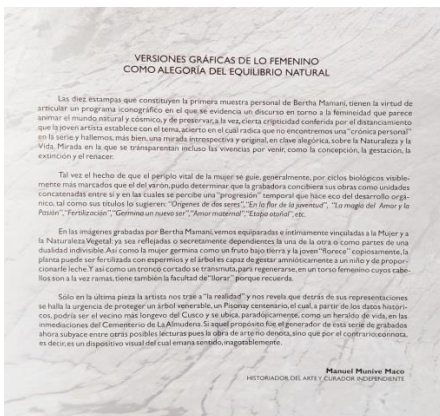 VERSIONES GRÁFICAS DE LO FEMENINO
COMO ALEGORÍA DEL EQUILIBRIO NATURAL
Las diez estampas que constituyen la primera muestra personal de Bertha Mamani, tienen la virtud de
articular un programa iconográfico en el que se evidencia un discurso en torno a la femineidad que parece
animar el mundo natural y cósmico, y de preservar, a la vez, cierta cripticidad conferida por el distanciamiento
que la joven artista establece con el tema, acierto en el cual radica que no encontremos una "crónica personal"
en la serie y hallemos, más bien, una mirada introspectiva y original, en clave alegórica, sobre la Naturaleza y la
Vida. Mirada en la que se transparentan incluso las vivencias por venir, como la concepción, la gestación, la
extinción y el renacer.
Tal vez el hecho de que el periplo vital de la mujer se guíe, generalmente, por ciclos biológicos visible-
mente más marcados que el del varón, pudo determinar que la grabadora concibiera sus obras como unidades
concatenadas entre sí y en las cuales se percibe una "progresión" temporal que hace eco del desarrollo orgá-
nico, tal como sus títulos lo sugieren: "Orígenes de dos seres", "En la flor de la juventud", "La magia del Amor y la
Pasión", "Fertilización", "Germina un nuevo ser", "Amor maternal", "Etapa otoñal", etc.
En las imágenes grabadas por Bertha Mamani, vemos equiparadas e íntimamente vinculadas a la Mujer y a
la Naturaleza Vegetal; ya sea reflejadas o secretamente dependientes la una de la otra o como partes de una
dualidad indivisible. Así como la mujer germina como un fruto bajo tierra y la joven "florece" copiosamente, la
planta puede ser fertilizada con espermios y el árbol es capaz de gestar amnióticamente a un niño y de propor-
cionarle leche. Y así como un tronco cortado se transmuta, para regenerarse, en un torso femenino cuyos cabe-
llos son a la vez ramas, tiene también la facultad de "llorar" porque recuerda.
Sólo en la última pieza la artista nos trae a "la realidad" y nos revela que detrás de sus representaciones
se halla la urgencia de proteger un árbol venerable, un Pisonay centenario, el cual, a partir de los datos históri-
cos, podría ser el vecino más longevo del Cusco y se ubica, paradójicamente, como un heraldo de vida, en las
inmediaciones del Cementerio de La Almudena. Si aquel propósito fue el generador de esta serie de grabados
ahora subyace entre otras posibles lecturas pues la obra de arte no denota, sino que por el contrario, connota,
es decir, es un dispositivo visual del cual emana sentido, inagotablemente.
Manuel Munive Maco
HISTORIADOR DEL ARTE Y CURADOR INDEPENDIENTE